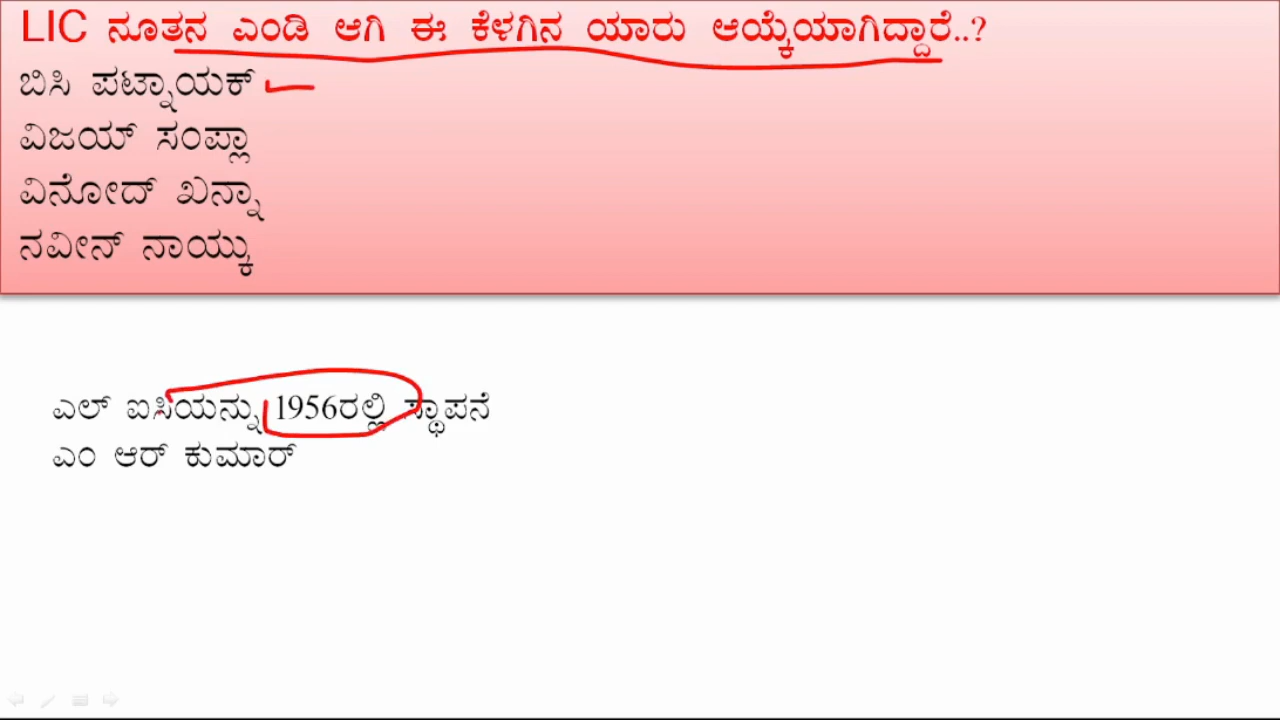 LIC ನೂತನ ಎಂಡಿ ಆಗಿ ಈ ಕೆಳಗಿನ ಯಾರು ಆಯ್ಕೆಯಾಗಿದ್ದಾರೆ..?
ಬಿಸಿ ಪಟ್ನಾಯಕ್
ವಿಜಯ್ ಸಂಪ್ಲಾ
ವಿನೋದ್ ಖನ್ನಾ
ನವೀನ್ ನಾಯ್ಕು
ಎಲ್ ಐಸಿಯನ್ನು 1956ರಲ್ಲಿ ಸ್ಥಾಪನೆ
ಎಂ ಆರ್ ಕುಮಾರ್